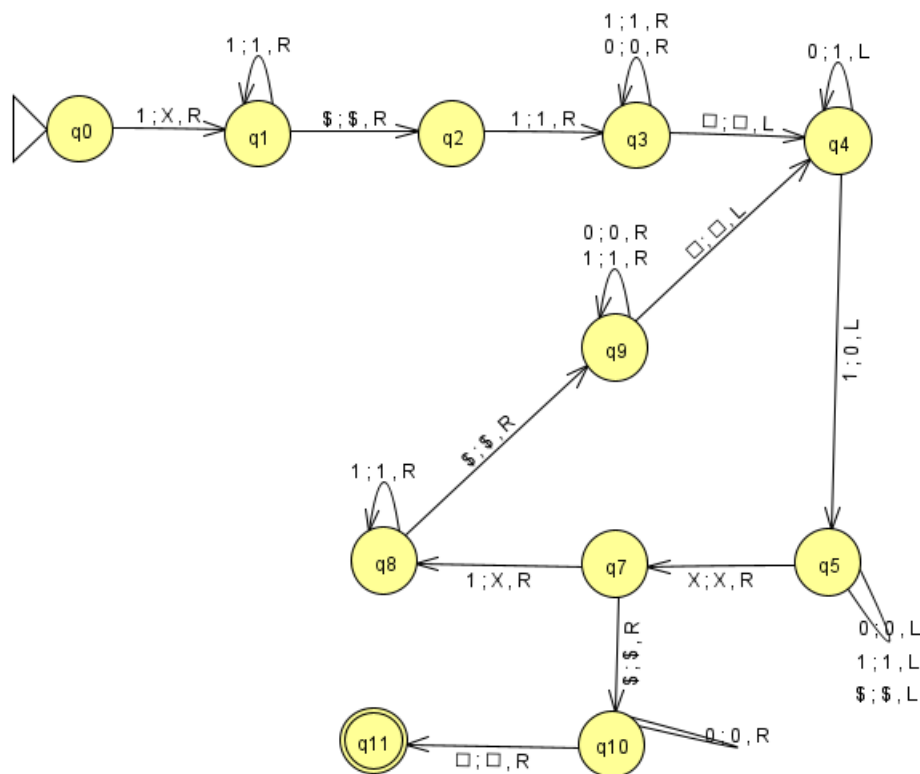 1 ; 1 , R
1 ; 1 , R
0 ; 0 , R
0 ; 1 , L
q0
1 ; X , R
q1
$ ; $ , R
q2
1 ; 1 , R
q3
□ ; □ , L
q4
0 ; 0 , R
1 ; 1 , R
□ ; □ , L
q9
1 ; 0 , L
$ ; $ , R
1 ; 1 , R
q8
1 ; X , R
q7
X ; X , R
q5
0 ; 0 , L
1 ; 1 , L
$ ; $ , L
$ ; $ , R
q11
□ ; □ , R
q10
0 ; 0 , R